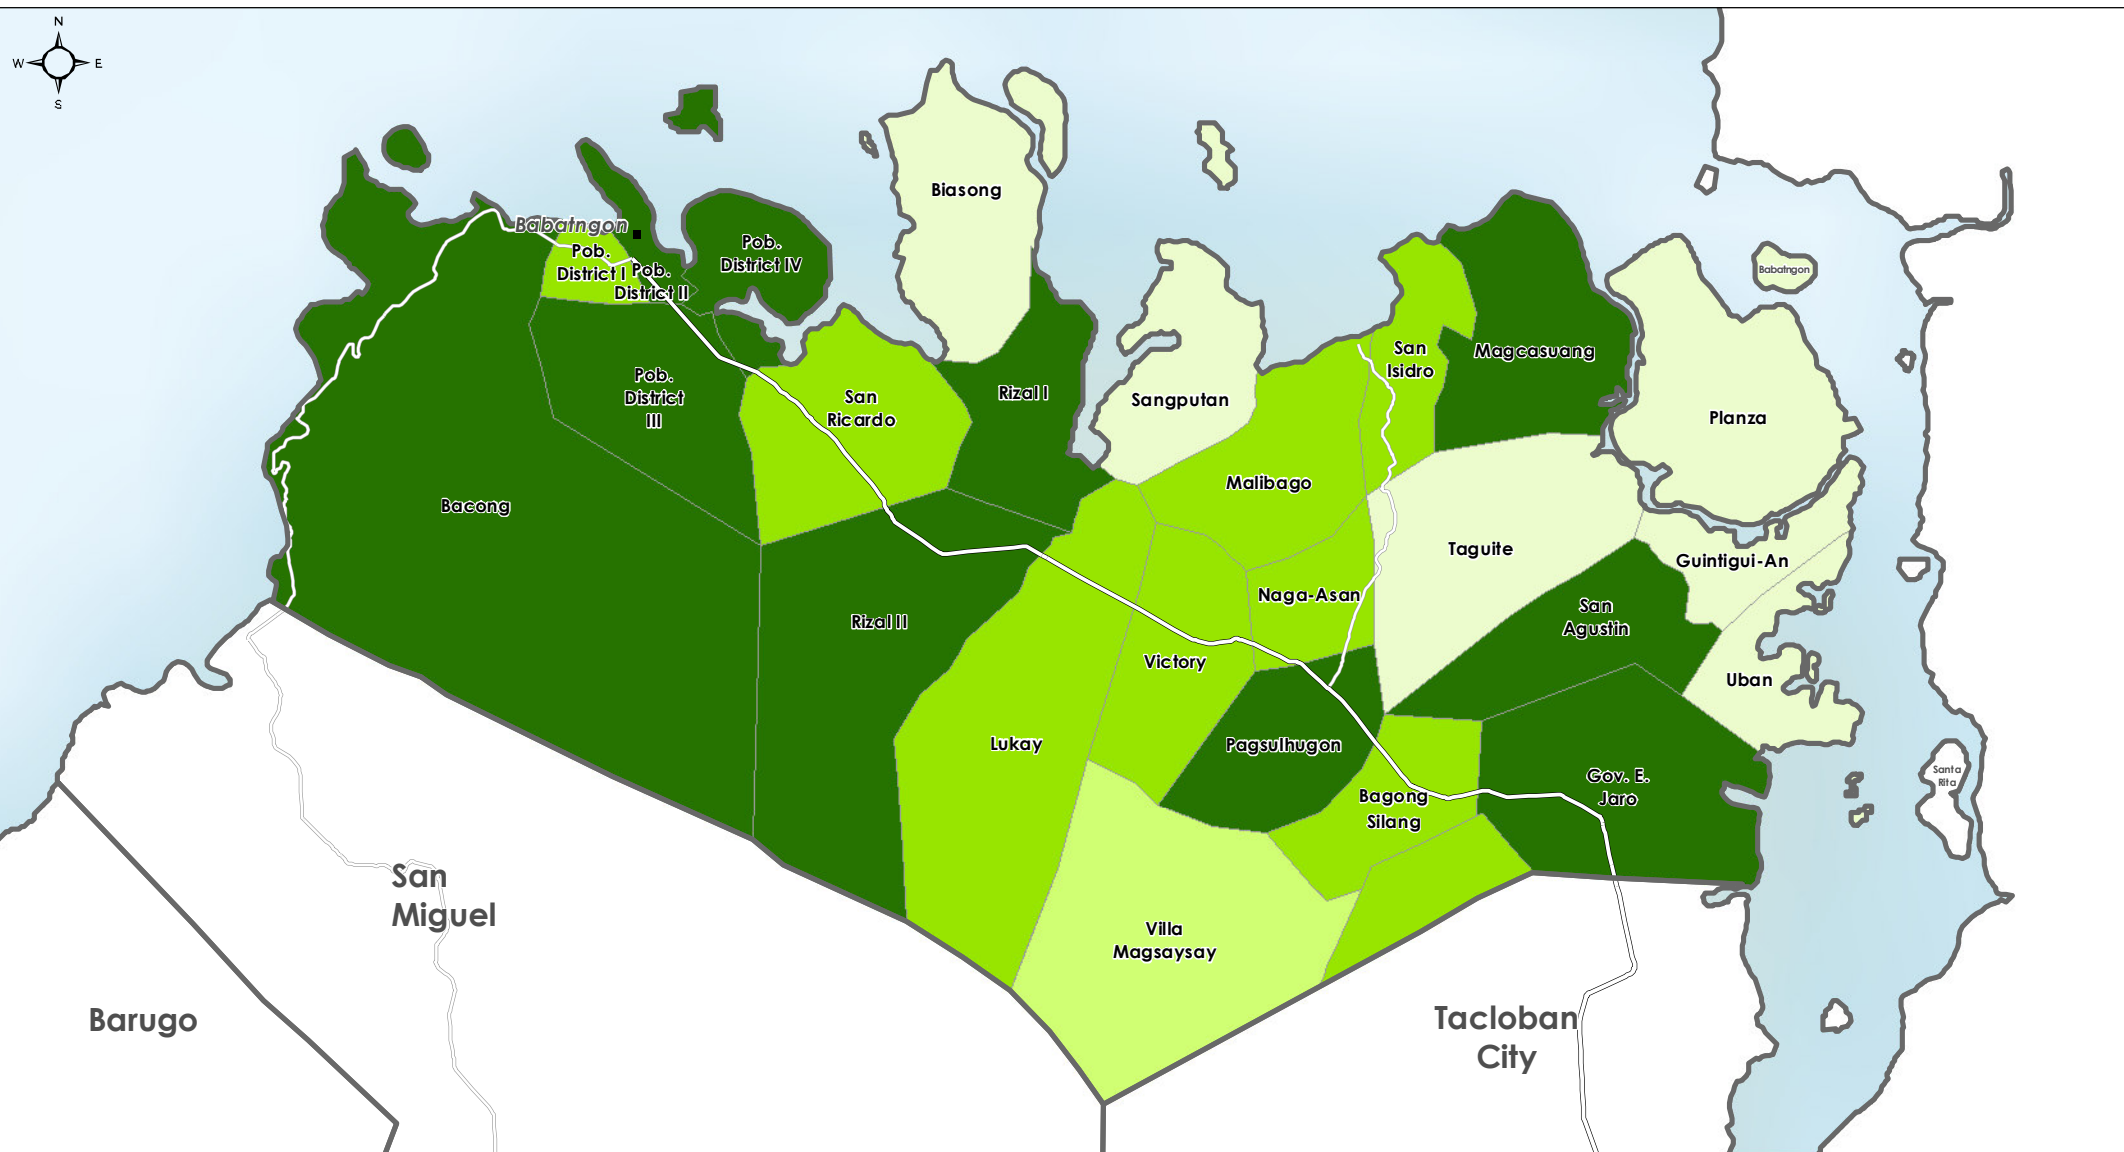 N
W
E
S
Biasong
Babatngon
Pob.
District I
Pob.
District II
Pob.
District IV
Babatngon
Pob.
District
III
San
Ricardo
Rizal I
Sangputan
San
Isidro
Magcasuang
Planza
Malibago
Bacong
Taguite
Guintigui-An
Naga-Asan
San
Agustin
Rizal II
Victory
Uban
Lukay
Pagsulhugon
Bagong
Silang
Gov. E.
Jaro
Santa
Rita
San
Miguel
Villa
Magsaysay
Barugo
Tacloban
City